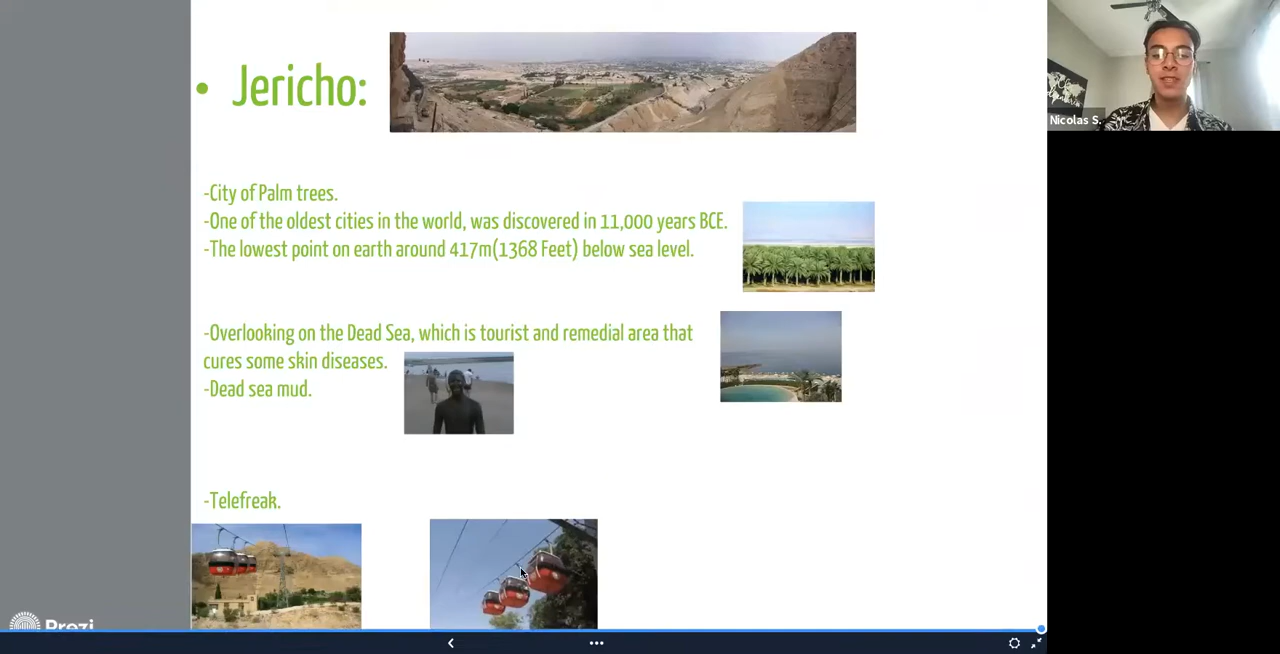 • Jericho:
Nicolas S.
-City of Palm trees.
-One of the oldest cities in the world, was discovered in 11,000 years BCE.
-The lowest point on earth around 417m(1368 Feet) below sea level.
-Overlooking on the Dead Sea, which is tourist and remedial area that
cures some skin diseases.
-Dead sea mud.
-Telefreak.
Prezi